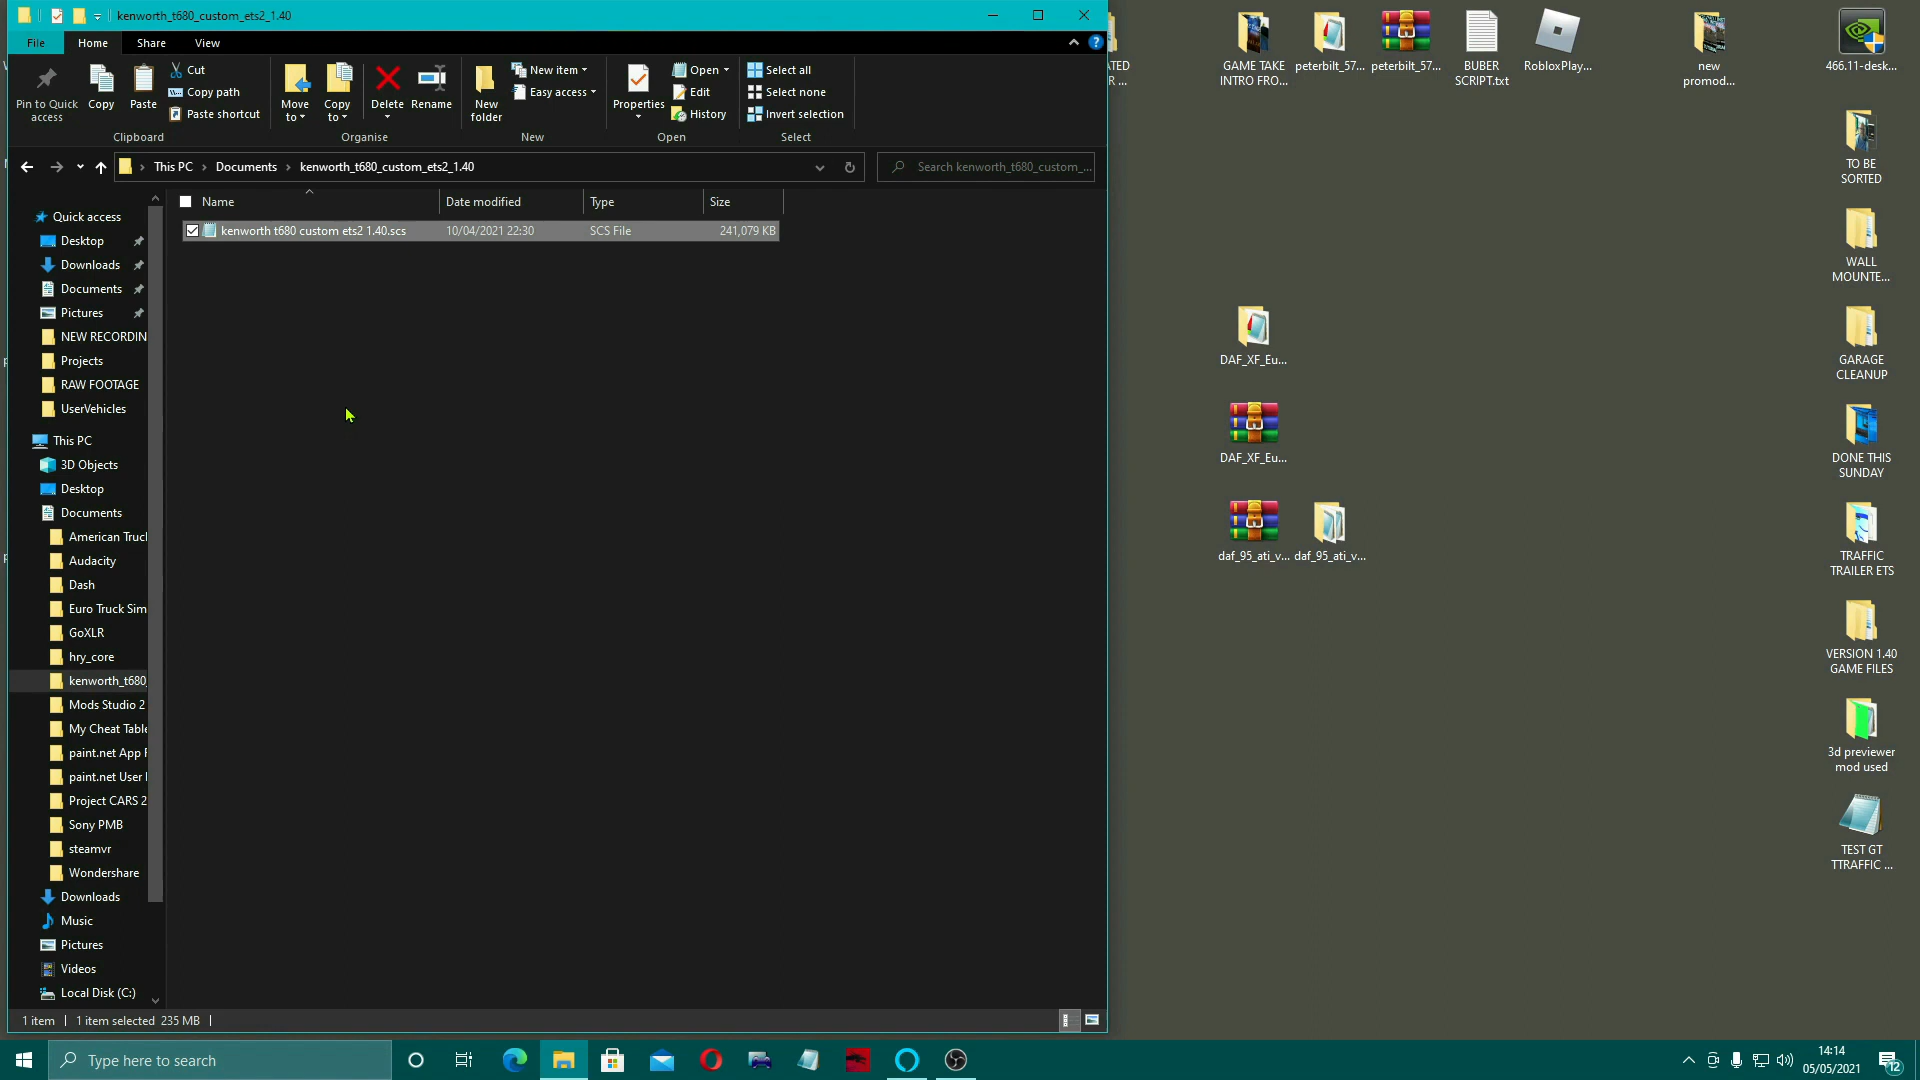 kenworth_t680_custom_ets2_1.40
File
Home
Share
View
Pin to Quick
access
Copy
Paste
Cut
Copy path
Paste shortcut
Clipboard
Move
to
Copy
to
Delete
Rename
Organise
New
folder
New item
Easy access
New
Properties
Open
Edit
History
Open
Select all
Select none
Invert selection
Select
This PC
Documents
kenworth_t680_custom_ets2_1.40
Search kenworth_t680_custom_...
Name
Date modified
Type
Size
kenworth t680 custom ets2 1.40.scs
10/04/2021 22:30
SCS File
241,079 KB
Quick access
Desktop
Downloads
Documents
Pictures
NEW RECORDIN
Projects
RAW FOOTAGE
UserVehicles
This PC
3D Objects
Desktop
Documents
American Truc
Audacity
Dash
Euro Truck Sim
GoXLR
hry_core
kenworth_t680_
Mods Studio 2
My Cheat Table
paint.net App F
paint.net User
Project CARS 2
Sony PMB
steamvr
Wondershare
Downloads
Music
Pictures
Videos
Local Disk (C:)
1 item
1 item selected 235 MB
GAME TAKE
INTRO FRO...
peterbilt_57...
peterbilt_57...
BUBER
SCRIPT.txt
RobloxPlay...
new
promod...
466.11-desk...
TO BE
SORTED
WALL
MOUNTE...
DAF_XF_Eu...
GARAGE
CLEANUP
DAF_XF_Eu...
DONE THIS
SUNDAY
daf_95_ati_v...
daf_95_ati_v...
TRAFFIC
TRAILER ETS
VERSION 1.40
GAME FILES
3d previewer
mod used
TEST GT
TTRAFFIC ...
Type here to search
14:14
05/05/2021
12